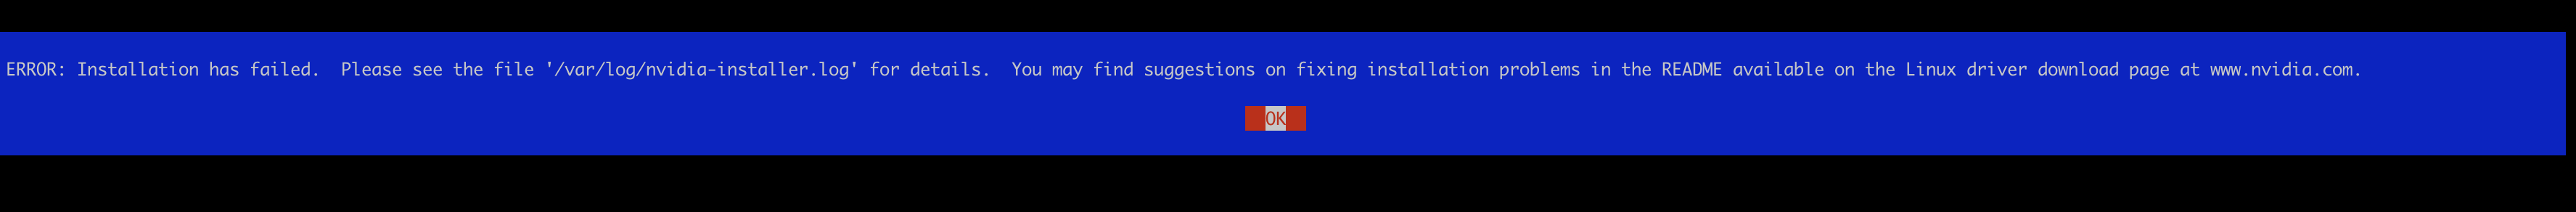 ERROR: Installation has failed.  Please see the file '/var/log/nvidia-installer.log' for details.  You may find suggestions on fixing installation problems in the README available on the Linux driver download page at www.nvidia.com.
OK